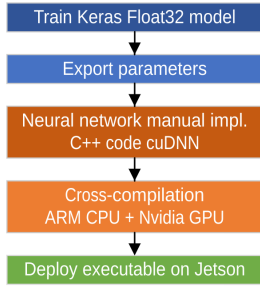 Train Keras Float32 model
Export parameters
Neural network manual impl.
C++ code cuDNN
Cross-compilation
ARM CPU + Nvidia GPU
Deploy executable on Jetson